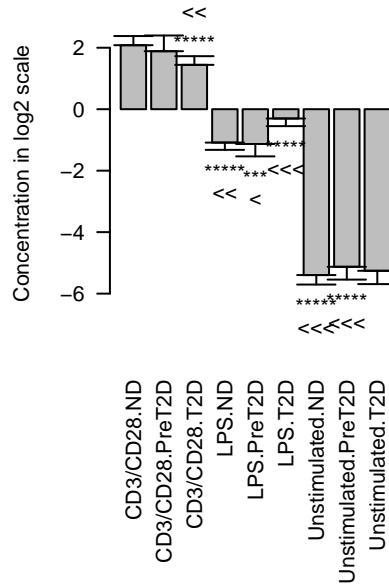 <<
*****
2
0
−2
−4
−6
Concentration in log2 scale
*****
<<
***
<
*****
<<<
*****
<<<
*****
<<<
CD3/CD28.ND
CD3/CD28.PreT2D
CD3/CD28.T2D
LPS.ND
LPS.PreT2D
LPS.T2D
Unstimulated.ND
Unstimulated.PreT2D
Unstimulated.T2D